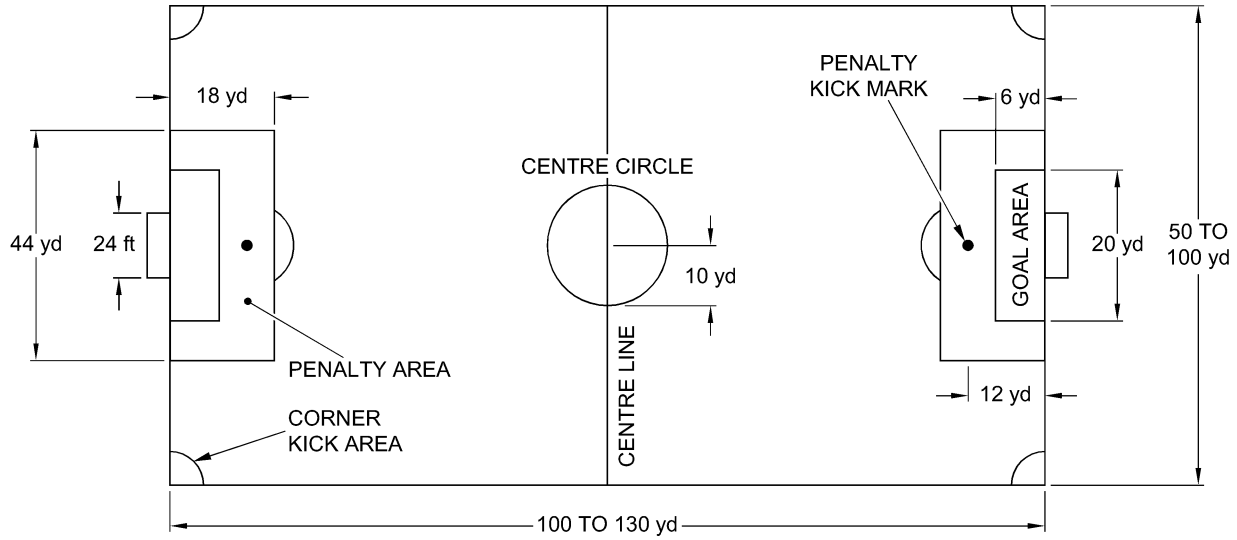 18 yd
PENALTY
KICK MARK
6 yd
CENTRE CIRCLE
44 yd
24 ft
10 yd
GOAL AREA
20 yd
50 TO
100 yd
PENALTY AREA
CENTRE LINE
12 yd
CORNER
KICK AREA
100 TO 130 yd